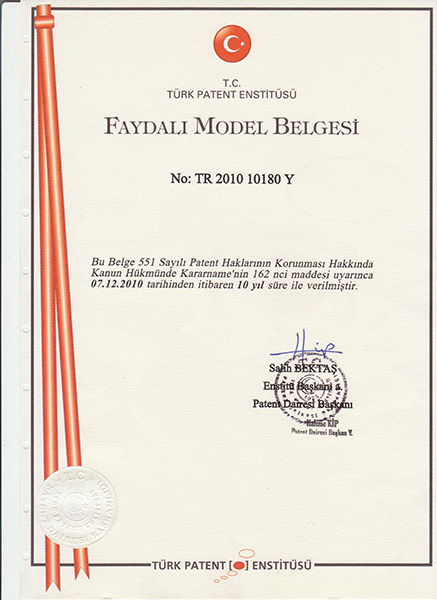 T.C.
TÜRK PATENT ENSTİTÜSÜ
FAYDALI MODEL BELGESİ
No: TR 2010 10180 Y
Bu Belge 551 Sayılı Patent Haklarının Korunması Hakkında
Kanun Hükmünde Kararname'nin 162 nci maddesi uyarınca
07.12.2010 tarihinden itibaren 10 yıl süre ile verilmiştir.
Salih BEKTAŞ
Enstitü Başkanı a.
Patent Dairesi Başkanı
KİP
Patent Dairesi Başkan V.
T.C.
TÜRK PATENT ENSTİTÜSÜ